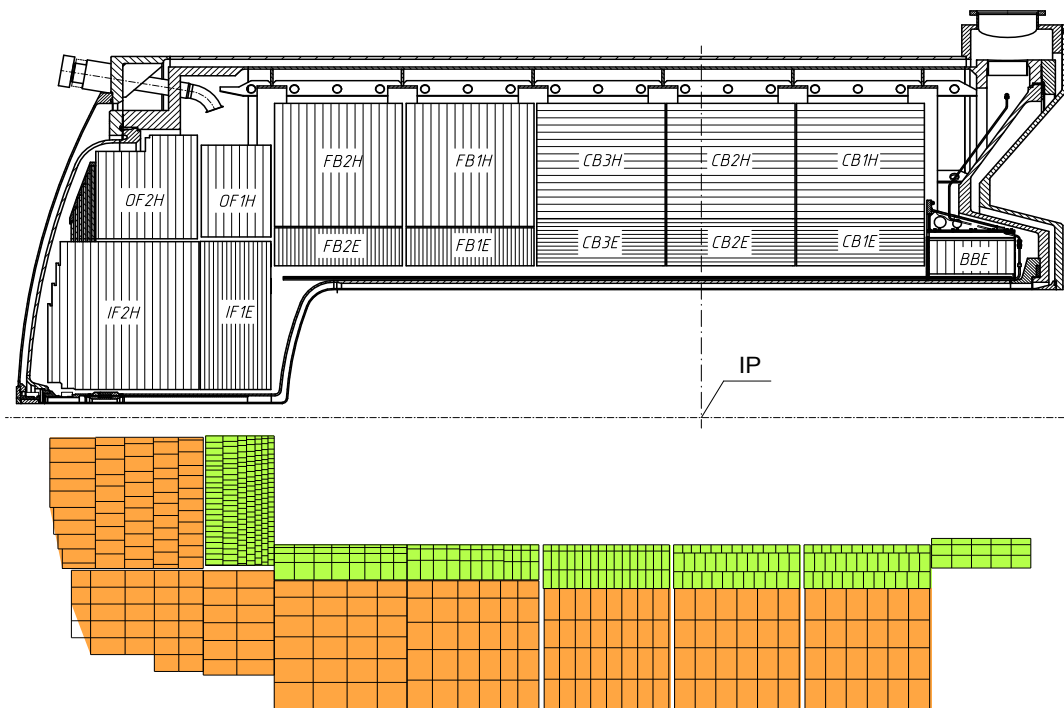 FB2H
FB1H
CB3H
CB2H
CB1H
OF2H
OF1H
FB2E
FB1E
CB3E
CB2E
CB1E
BBE
IF2H
IF1E
IP